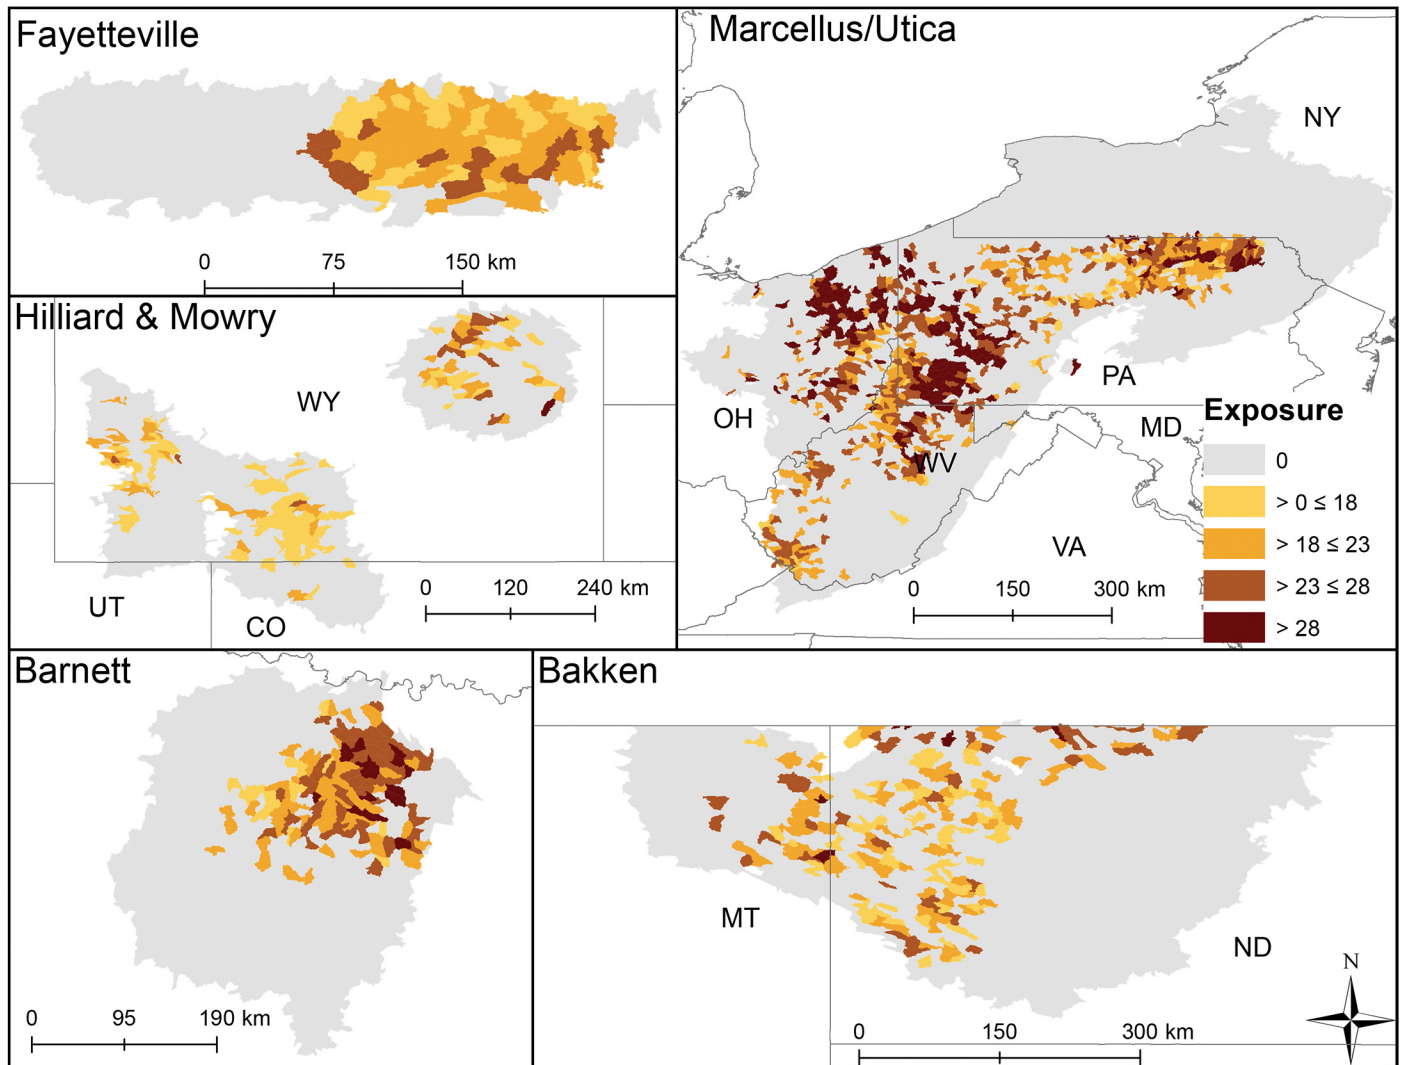 Fayetteville
0 75 150 km
Marcellus/Utica
NY
PA
OH
MD
WV
VA
0 150 300 km
Exposure
0
> 0 ≤ 18
> 18 ≤ 23
> 23 ≤ 28
> 28
Hilliard & Mowry
WY
UT
CO
0 120 240 km
Barnett
0 95 190 km
Bakken
MT
ND
N
0 150 300 km